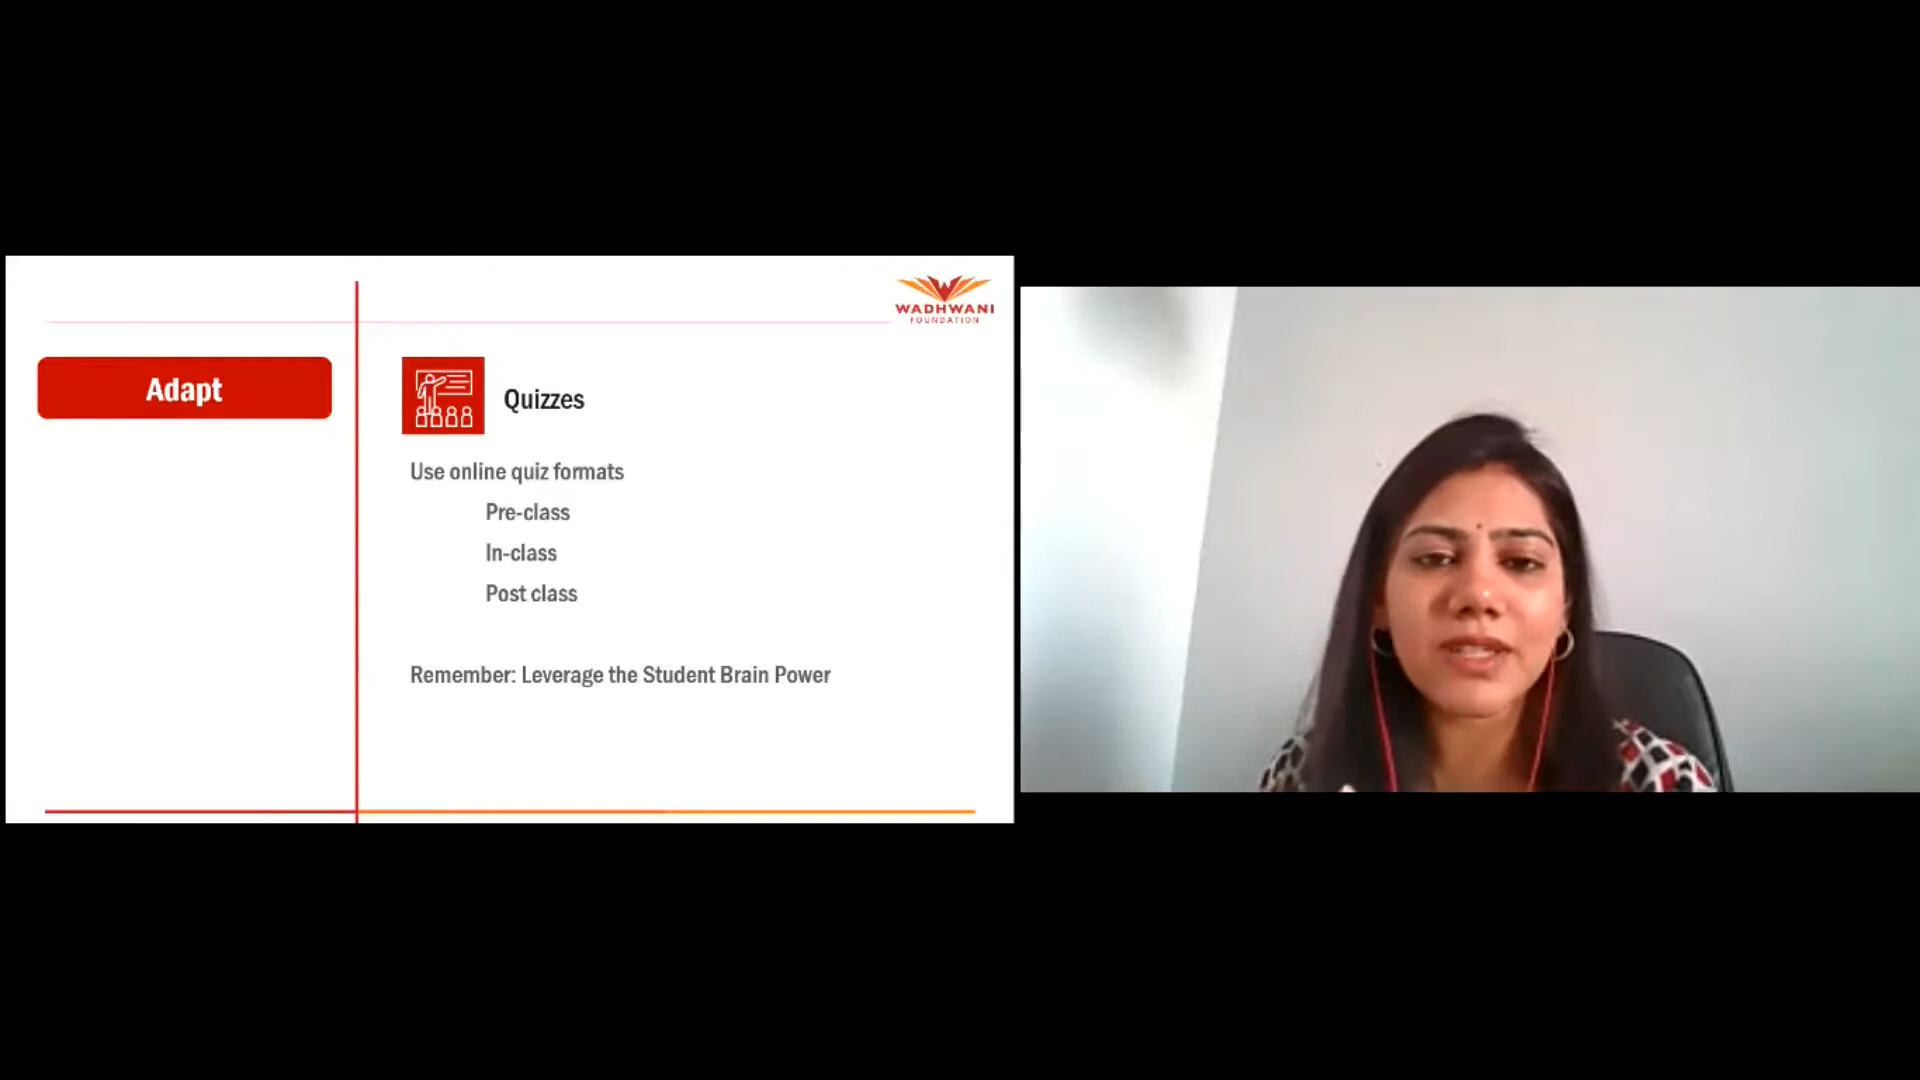 WADHWANI
FOUNDATION
Adapt
Quizzes
Use online quiz formats
Pre-class
In-class
Post class
Remember: Leverage the Student Brain Power